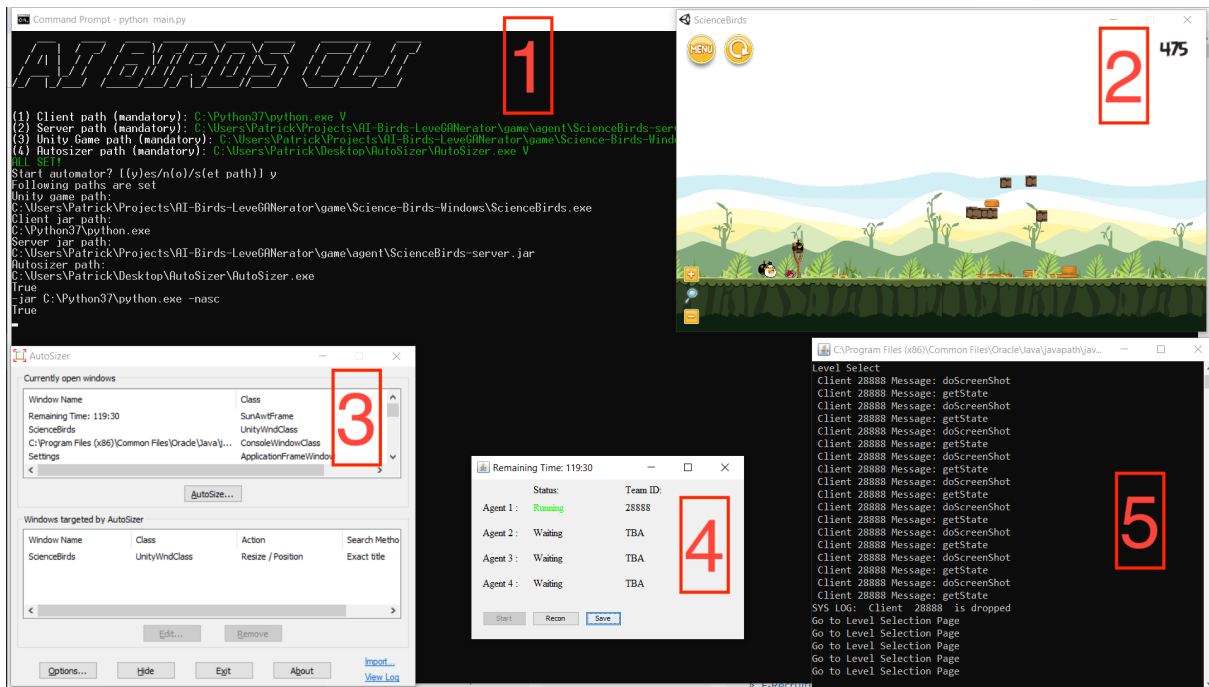 Command Prompt - python main.py
AI BIRDS CLI
1
(1) Client path (mandatory): C:\Python37\python.exe V
(2) Server path (mandatory): C:\Users\Patrick\Projects\AI-Birds-LeveGANerator\game\agent\ScienceBirds-serv
(3) Unity Game path (mandatory): C:\Users\Patrick\Projects\AI-Birds-LeveGANerator\game\Science-Birds-Wind
(4) Autosizer path (mandatory): C:\Users\Patrick\Desktop\AutoSizer\AutoSizer.exe V
ALL SET!
Start automator? [(y)es/n(o)/s(et path)] y
Following paths are set
Unity game path:
C:\Users\Patrick\Projects\AI-Birds-LeveGANerator\game\Science-Birds-Windows\ScienceBirds.exe
Client jar path:
C:\Python37\python.exe
Server jar path:
C:\Users\Patrick\Projects\AI-Birds-LeveGANerator\game\agent\ScienceBirds-server.jar
Autosizer path:
C:\Users\Patrick\Desktop\AutoSizer\AutoSizer.exe
True
-jar C:\Python37\python.exe -nasc
True
ScienceBirds
MENU
2
475
AutoSizer
Currently open windows
Window Name Class
Remaining Time: 119:30 SunAwtFrame
ScienceBirds UnityWndClass
C:\Program Files (x86)\Common Files\Oracle\Java\j... ConsoleWindowClass
Settings ApplicationFrameWindow
3
AutoSize...
Windows targeted by AutoSizer
Window Name Class Action Search Metho
ScienceBirds UnityWndClass Resize / Position Exact title
Edit... Remove
Options... Hide Exit About
Import...
View Log
Remaining Time: 119:30
Status: Team ID:
Agent 1 : Running 28888
Agent 2 : Waiting TBA
Agent 3 : Waiting TBA
Agent 4 : Waiting TBA
4
Start Recon Save
C:\Program Files (x86)\Common Files\Oracle\Java\javapath\jav...
Level Select
Client 28888 Message: doScreenShot
Client 28888 Message: getState
Client 28888 Message: doScreenShot
Client 28888 Message: getState
Client 28888 Message: doScreenShot
Client 28888 Message: getState
Client 28888 Message: doScreenShot
Client 28888 Message: getState
Client 28888 Message: doScreenShot
Client 28888 Message: getState
Client 28888 Message: doScreenShot
Client 28888 Message: getState
Client 28888 Message: doScreenShot
Client 28888 Message: getState
Client 28888 Message: doScreenShot
Client 28888 Message: getState
Client 28888 Message: doScreenShot
Client 28888 Message: getState
SYS LOG: Client 28888 is dropped
Go to Level Selection Page
Go to Level Selection Page
Go to Level Selection Page
Go to Level Selection Page
Go to Level Selection Page
5